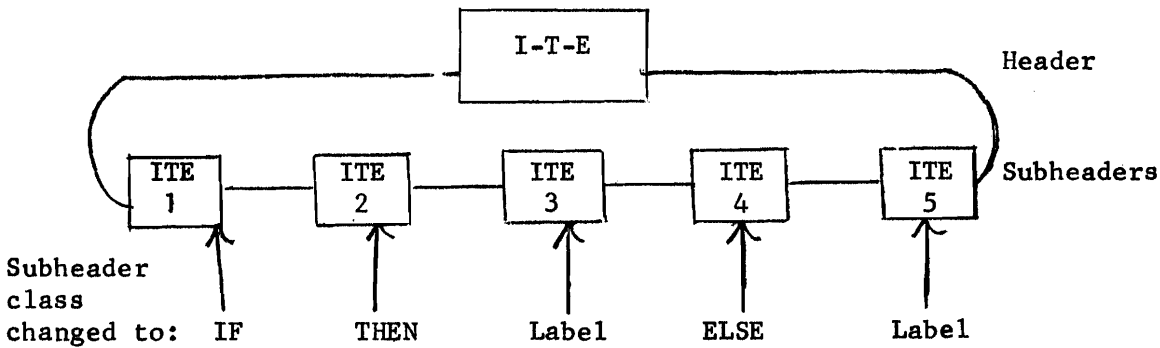 I-T-E
Header
ITE ITE ITE ITE ITE
1 2 3 4 5
Subheaders
Subheader
class
changed to: IF THEN Label ELSE Label